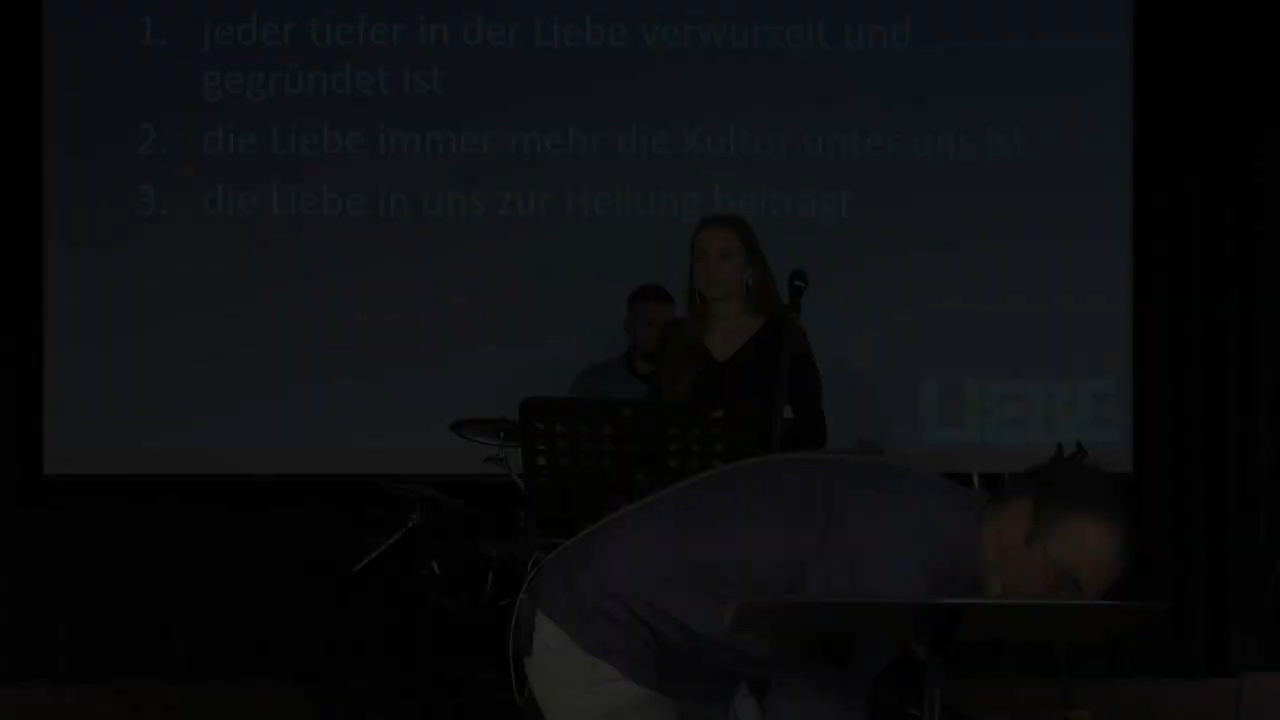 1. jeder tiefer in der Liebe verwurzelt und
gegründet ist
2. die Liebe immer mehr die Kultur unter uns ist
3. die Liebe in uns zur Heilung beiträgt
LIEBE